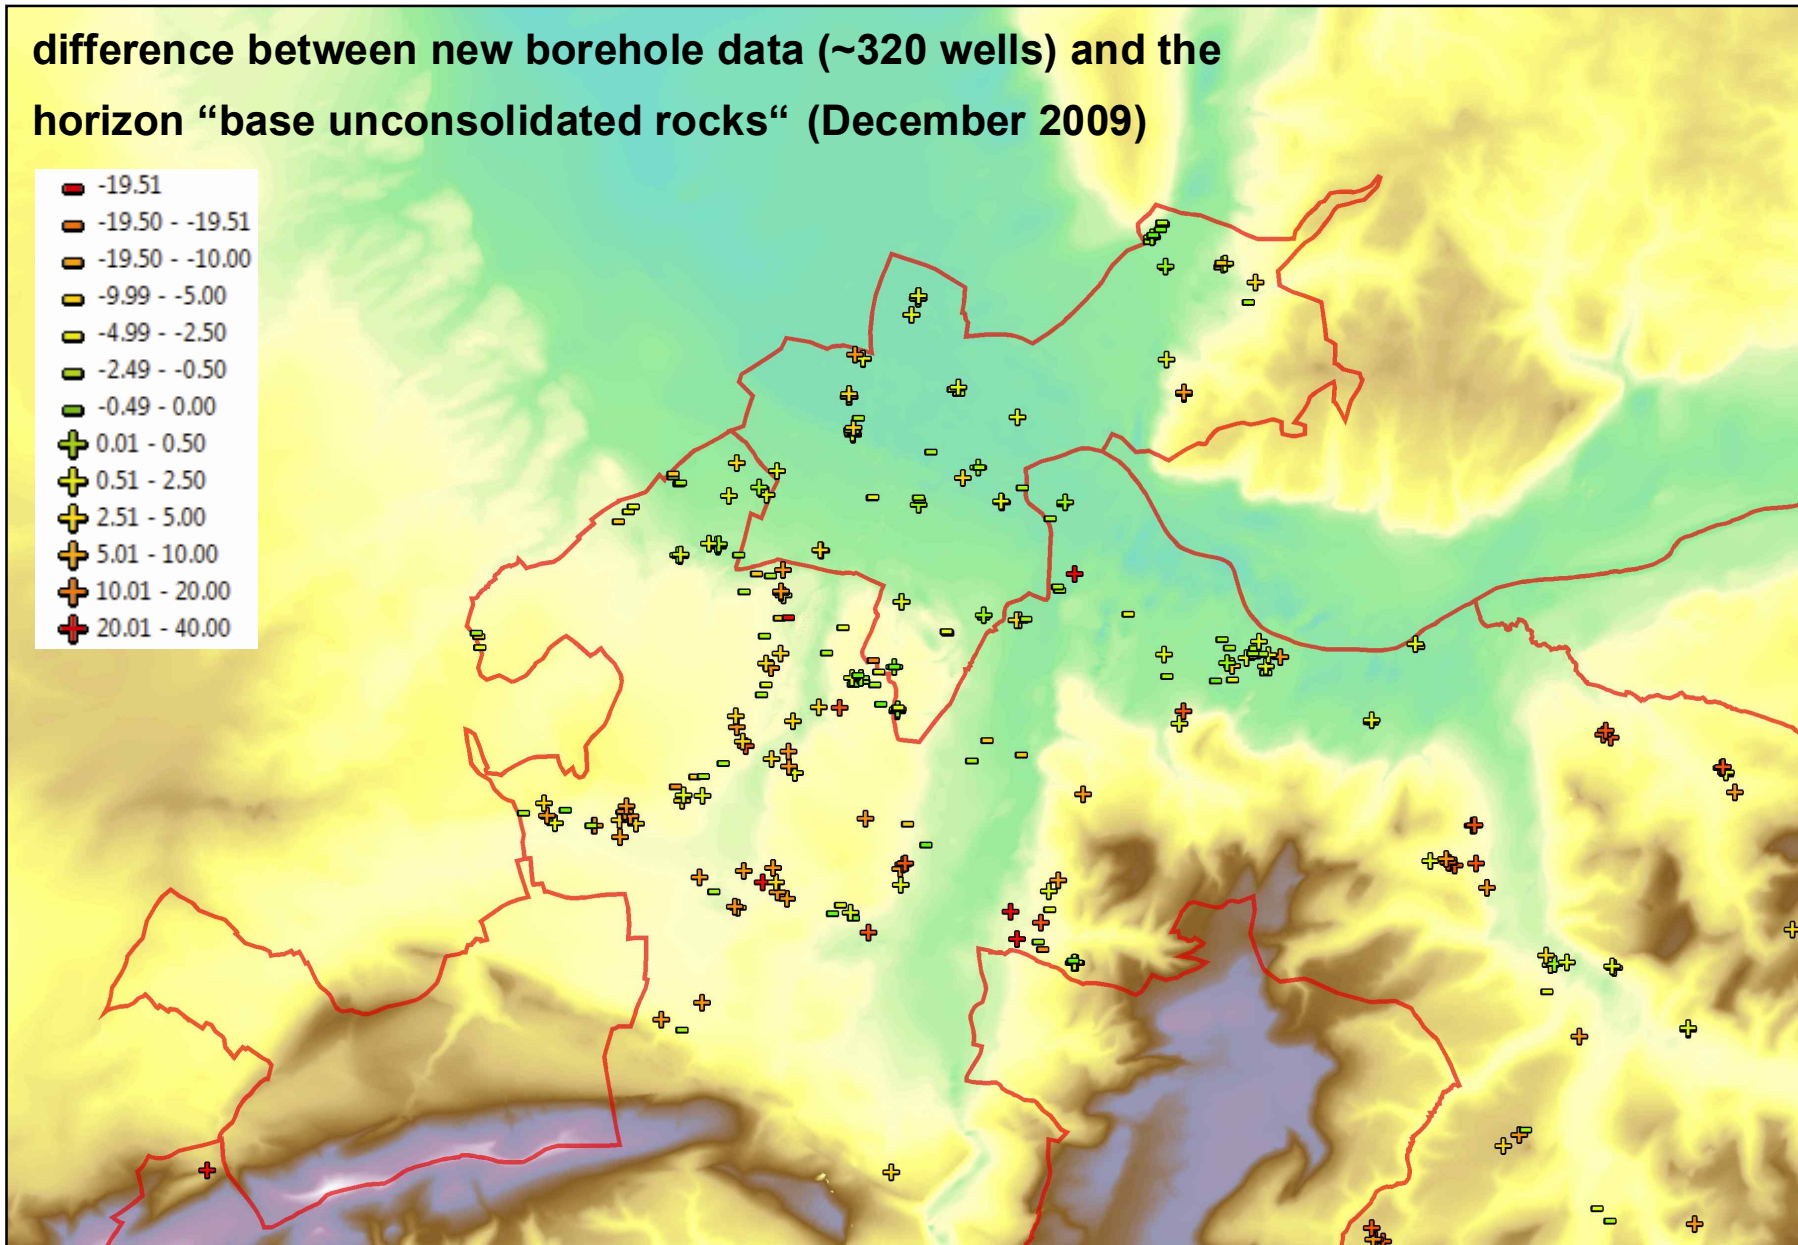 difference between new borehole data (~320 wells) and the
horizon “base unconsolidated rocks“ (December 2009)
-19.51
-19.50 - -19.51
-19.50 - -10.00
-9.99 - -5.00
-4.99 - -2.50
-2.49 - -0.50
-0.49 - 0.00
0.01 - 0.50
0.51 - 2.50
2.51 - 5.00
5.01 - 10.00
10.01 - 20.00
20.01 - 40.00